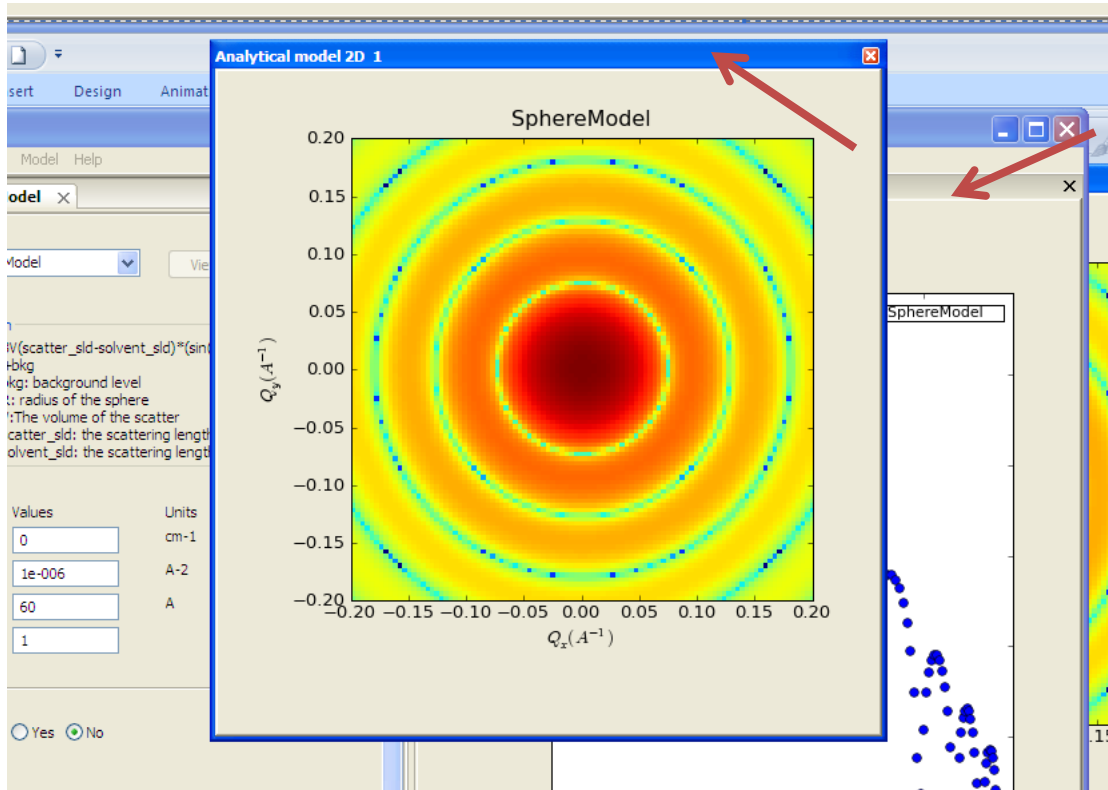 sert Design Animat
Analytical model 2D 1
Model Help
odel
Model
Vie
SphereModel
0.20
0.15
0.10
0.05
0.00
−0.05
−0.10
−0.15
−0.20
−0.20 −0.15 −0.10 −0.05 0.00 0.05 0.10 0.15 0.20
Qy(A−1)
Qx(A−1)
V(scatter_sld-solvent_sld)*(sin(
+bkg
kg: background level
: radius of the sphere
:The volume of the scatter
catter_sld: the scattering length
olvent_sld: the scattering length
Values Units
0 cm-1
1e-006 A-2
60 A
1
Yes No
SphereModel
.15